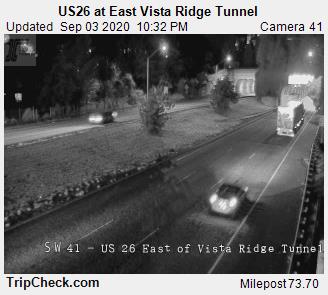 US26 at East Vista Ridge Tunnel
Updated Sep 03 2020 10:32 PM Camera 41
SW 41 - US 26 East of Vista Ridge Tunnel
TripCheck.com Milepost 73.70